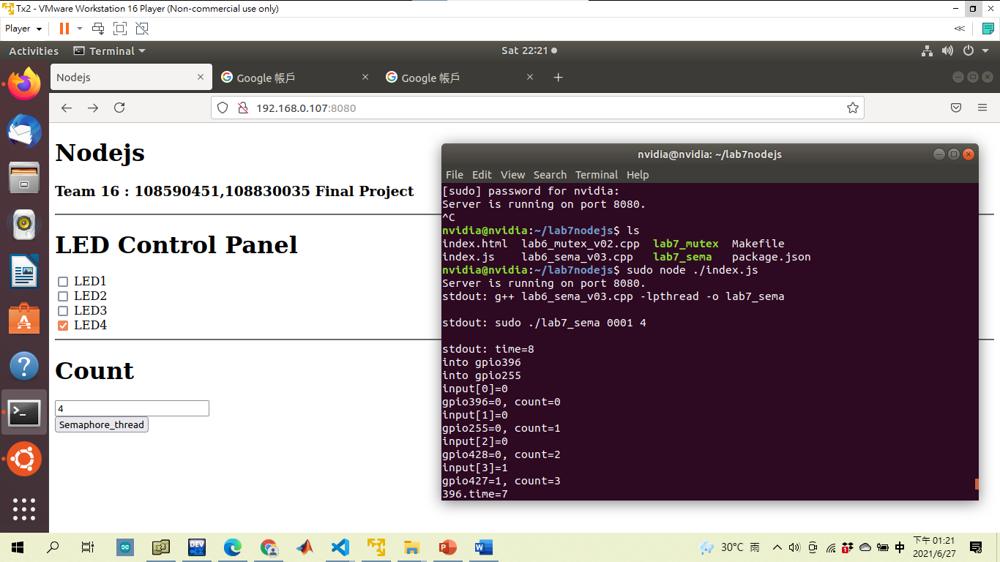 Tx2 - VMware Workstation 16 Player (Non-commercial use only)
Player
Activities
Terminal
Sat 22:21
Nodejs
Google 帳戶
Google 帳戶
192.168.0.107:8080
Nodejs
Team 16 : 108590451,108830035 Final Project
LED Control Panel
LED1
LED2
LED3
LED4
Count
4
Semaphore_thread
nvidia@nvidia: ~/lab7nodejs
File Edit View Search Terminal Help
[sudo] password for nvidia:
Server is running on port 8080.
^C
nvidia@nvidia:~/lab7nodejs$ ls
index.html lab6_mutex_v02.cpp lab7_mutex Makefile
index.js lab6_sema_v03.cpp lab7_sema package.json
nvidia@nvidia:~/lab7nodejs$ sudo node ./index.js
Server is running on port 8080.
stdout: g++ lab6_sema_v03.cpp -lpthread -o lab7_sema
stdout: sudo ./lab7_sema 0001 4
stdout: time=8
into gpio396
into gpio255
input[0]=0
gpio396=0, count=0
input[1]=0
gpio255=0, count=1
input[2]=0
gpio428=0, count=2
input[3]=1
gpio427=1, count=3
396.time=7
DEV
30°C 雨
中
下午 01:21
2021/6/27